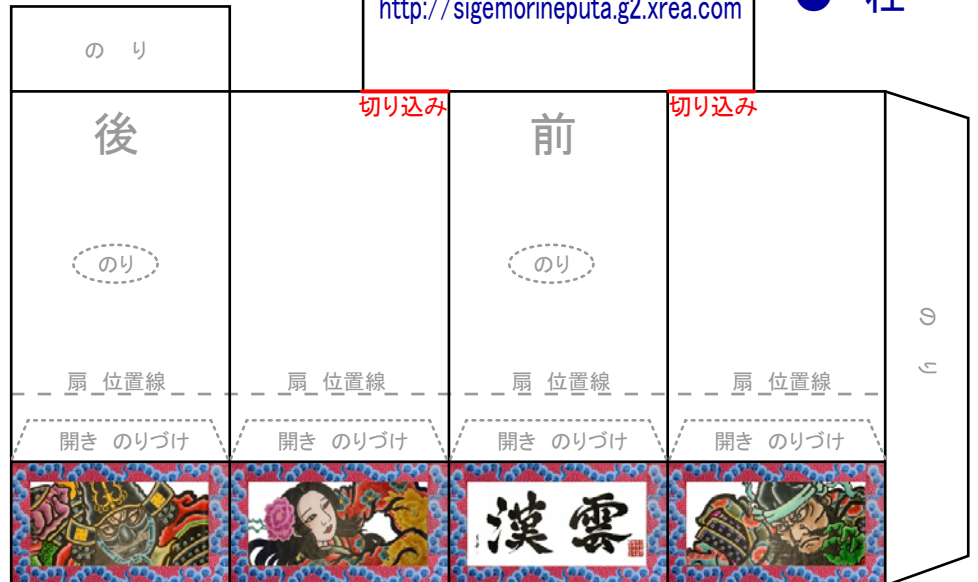 http://sigemorineputa.g2.xrea.com
のり
切り込み
切り込み
後
前
のり
のり
のり
扇 位置線
扇 位置線
扇 位置線
扇 位置線
開き のりづけ
開き のりづけ
開き のりづけ
開き のりづけ
雲漢